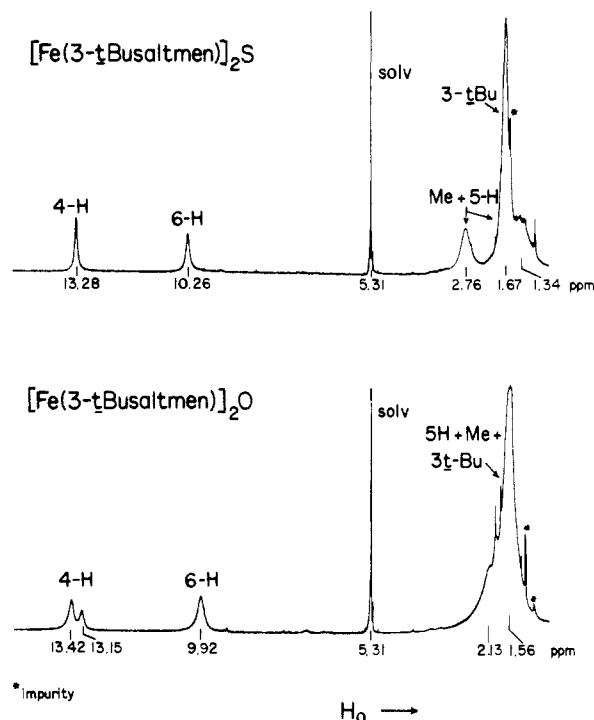 [Fe(3-tBusaltmen)]2S
solv
3-tBu
*
Me + 5-H
4-H
6-H
13.28 10.26 5.31 2.76 1.67 1.34 ppm
[Fe(3-tBusaltmen)]2O
solv
5H + Me +
3t-Bu
4-H
6-H
13.42 13.15 9.92 5.31 2.13 1.56 ppm
*impurity
Ho →